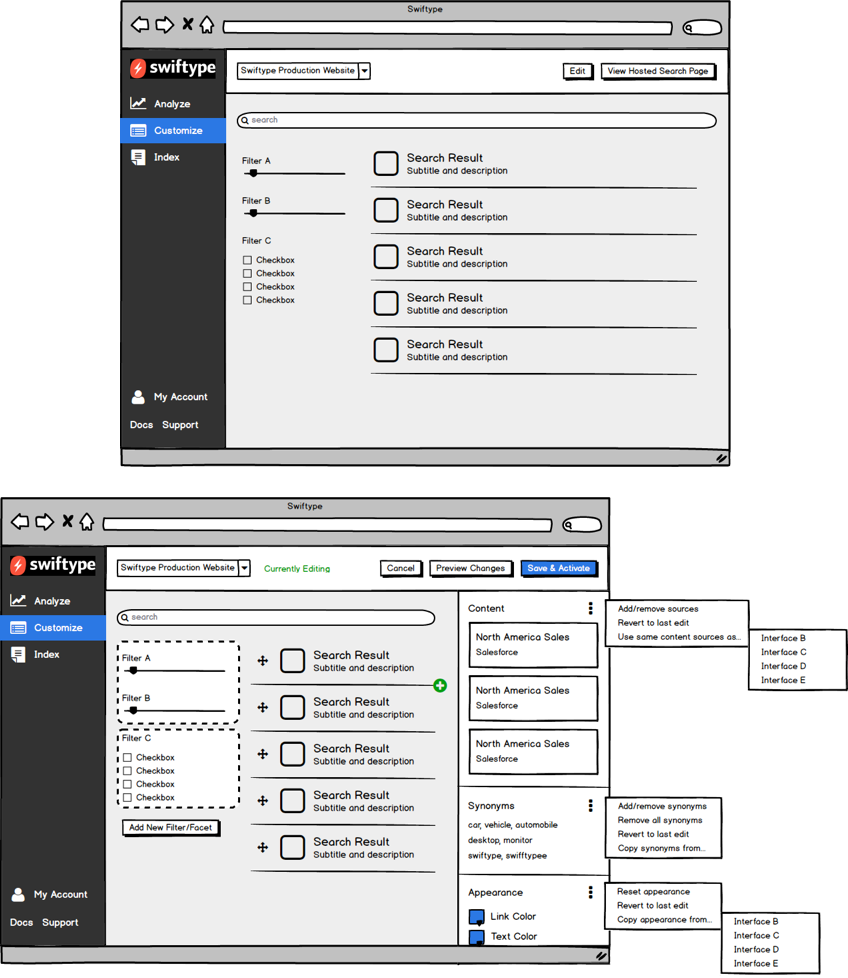 Swiftype
swiftype
Swiftype Production Website
Edit
View Hosted Search Page
Analyze
Customize
Index
search
Filter A
Filter B
Filter C
Checkbox
Checkbox
Checkbox
Checkbox
Search Result
Subtitle and description
Search Result
Subtitle and description
Search Result
Subtitle and description
Search Result
Subtitle and description
Search Result
Subtitle and description
My Account
Docs Support
Swiftype
swiftype
Swiftype Production Website
Currently Editing
Cancel
Preview Changes
Save & Activate
Analyze
Customize
Index
search
Filter A
Filter B
Filter C
Checkbox
Checkbox
Checkbox
Checkbox
Add New Filter/Facet
Search Result
Subtitle and description
Search Result
Subtitle and description
Search Result
Subtitle and description
Search Result
Subtitle and description
Search Result
Subtitle and description
Content
North America Sales
Salesforce
North America Sales
Salesforce
North America Sales
Salesforce
Add/remove sources
Revert to last edit
Use same content sources as...
Interface B
Interface C
Interface D
Interface E
Synonyms
car, vehicle, automobile
desktop, monitor
swiftype, swifftypee
Add/remove synonyms
Remove all synonyms
Revert to last edit
Copy synonyms from...
Appearance
Link Color
Text Color
Reset appearance
Revert to last edit
Copy appearance from...
Interface B
Interface C
Interface D
Interface E
My Account
Docs Support